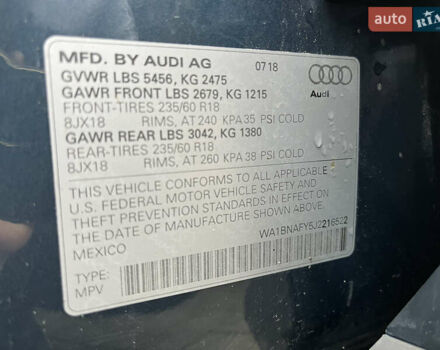 AUTO.RIA
MFD. BY AUDI AG 07 18
GVWR LBS 5456, KG 2475
GAWR FRONT LBS 2679, KG 1215
Audi
FRONT-TIRES 235/60 R18
8JX18 RIMS, AT 240 KPA 35 PSI COLD
GAWR REAR LBS 3042, KG 1380
REAR-TIRES 235/60 R18
8JX18 RIMS, AT 260 KPA 38 PSI COLD
THIS VEHICLE CONFORMS TO ALL APPLICABLE
U.S. FEDERAL MOTOR VEHICLE SAFETY AND
THEFT PREVENTION STANDARDS IN EFFECT ON
THE DATE OF MANUFACTURE SHOWN ABOVE.
MEXICO WA1BNAFY5J2216522
TYPE:
MPV